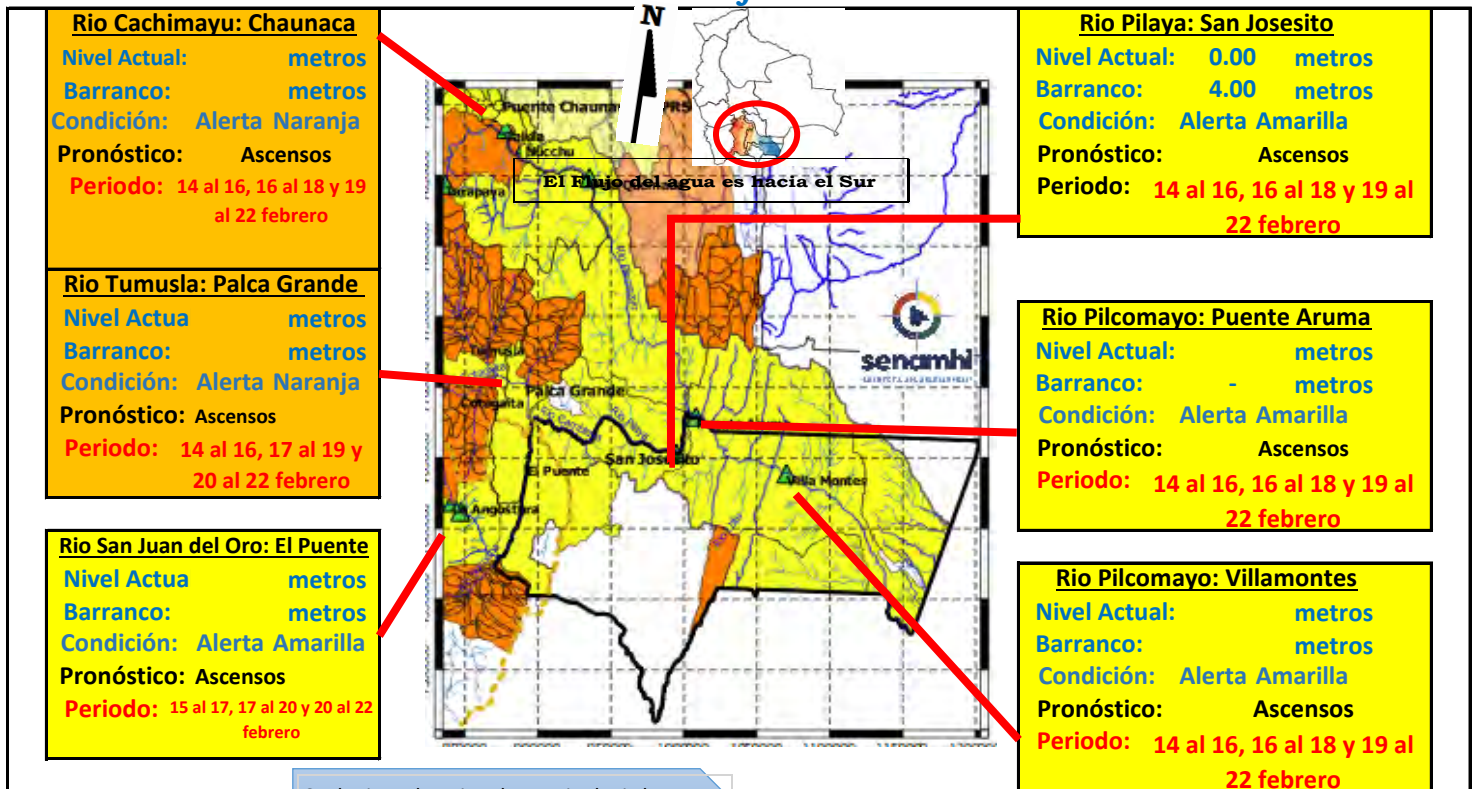 Rio Cachimayu: Chaunaca
Nivel Actual: metros
Barranco: metros
Condición: Alerta Naranja
Pronóstico: Ascensos
Periodo: 14 al 16, 16 al 18 y 19
al 22 febrero
Rio Tumusla: Palca Grande
Nivel Actua metros
Barranco: metros
Condición: Alerta Naranja
Pronóstico: Ascensos
Periodo: 14 al 16, 17 al 19 y
20 al 22 febrero
Rio San Juan del Oro: El Puente
Nivel Actua metros
Barranco: metros
Condición: Alerta Amarilla
Pronóstico: Ascensos
Periodo: 15 al 17, 17 al 20 y 20 al 22
febrero
N
Puente Chauna
Nucchu
El Flujo del agua es hacia el Sur
Tarapaya
Tumusla
Palca Grande
Cotagaita
San Josesito
El Puente
Villa Montes
Angostura
senamhi
Rio Pilaya: San Josesito
Nivel Actual: 0.00 metros
Barranco: 4.00 metros
Condición: Alerta Amarilla
Pronóstico: Ascensos
Periodo: 14 al 16, 16 al 18 y 19 al
22 febrero
Rio Pilcomayo: Puente Aruma
Nivel Actual: metros
Barranco: - metros
Condición: Alerta Amarilla
Pronóstico: Ascensos
Periodo: 14 al 16, 16 al 18 y 19 al
22 febrero
Rio Pilcomayo: Villamontes
Nivel Actual: metros
Barranco: metros
Condición: Alerta Amarilla
Pronóstico: Ascensos
Periodo: 14 al 16, 16 al 18 y 19 al
22 febrero